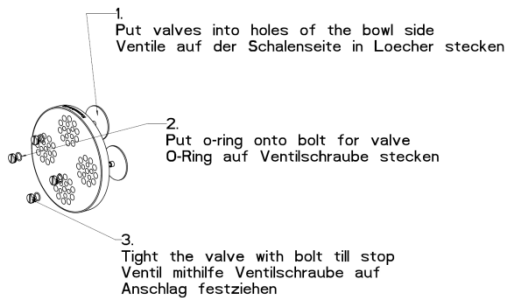 1.
Put valves into holes of the bowl side
Ventile auf der Schalenseite in Loecher stecken
2.
Put o-ring onto bolt for valve
O-Ring auf Ventilschraube stecken
3.
Tight the valve with bolt till stop
Ventil mithilfe Ventilschraube auf
Anschlag festziehen